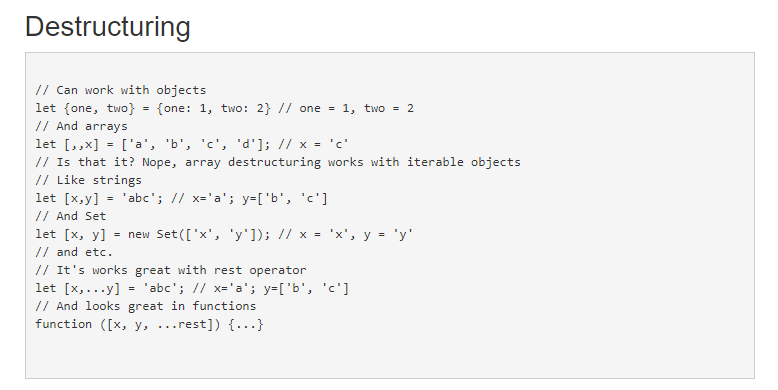 Destructuring
// Can work with objects
let {one, two} = {one: 1, two: 2} // one = 1, two = 2
// And arrays
let [,,x] = ['a', 'b', 'c', 'd']; // x = 'c'
// Is that it? Nope, array destructuring works with iterable objects
// Like strings
let [x,y] = 'abc'; // x='a'; y=['b', 'c']
// And Set
let [x, y] = new Set(['x', 'y']); // x = 'x', y = 'y'
// and etc.
// It's works great with rest operator
let [x,...y] = 'abc'; // x='a'; y=['b', 'c']
// And looks great in functions
function ([x, y, ...rest]) {...}